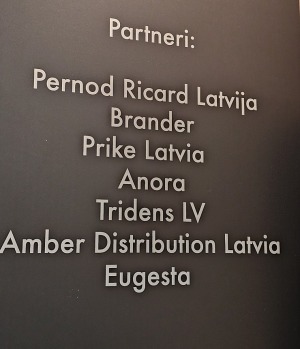 Partneri:
Pernod Ricard Latvija
Brander
Prike Latvia
Anora
Tridens LV
Amber Distribution Latvia
Eugesta